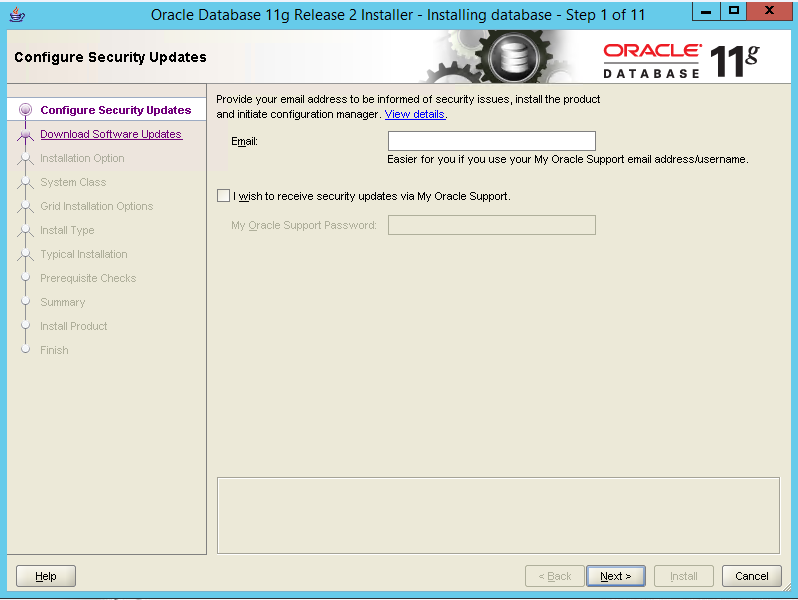 Oracle Database 11g Release 2 Installer - Installing database - Step 1 of 11
Configure Security Updates
ORACLE
DATABASE 11g
Configure Security Updates
Download Software Updates
Installation Option
System Class
Grid Installation Options
Install Type
Typical Installation
Prerequisite Checks
Summary
Install Product
Finish
Provide your email address to be informed of security issues, install the product
and initiate configuration manager. View details.
Email:
Easier for you if you use your My Oracle Support email address/username.
I wish to receive security updates via My Oracle Support.
My Oracle Support Password:
Help
< Back
Next >
Install
Cancel